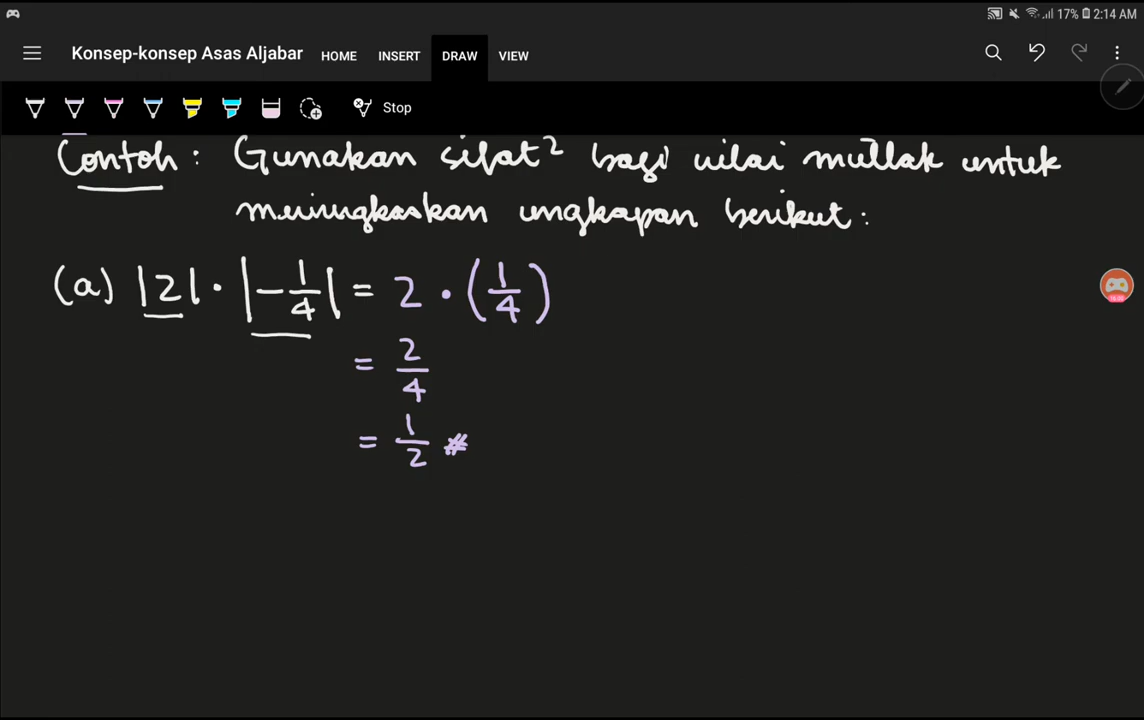 17% 2:14 AM
Konsep-konsep Asas Aljabar HOME INSERT DRAW VIEW
Stop
Contoh : Gunakan sifat² bagi nilai mutlak untuk
meringkaskan ungkapan berikut :
(a) |2| · |-1/4| = 2 · (1/4)
= 2/4
= 1/2 #